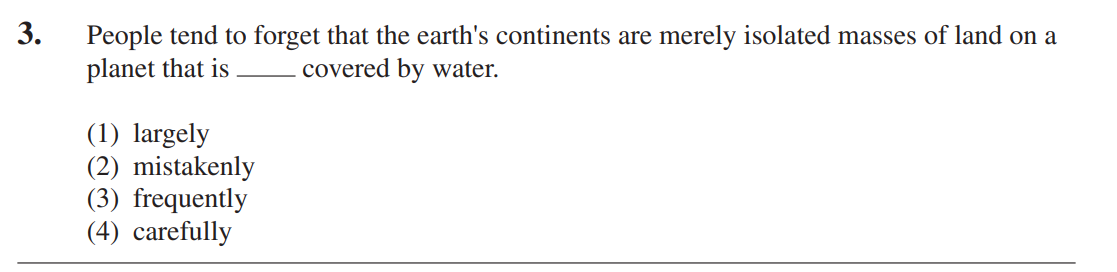 3. People tend to forget that the earth's continents are merely isolated masses of land on a
planet that is _____ covered by water.
(1) largely
(2) mistakenly
(3) frequently
(4) carefully